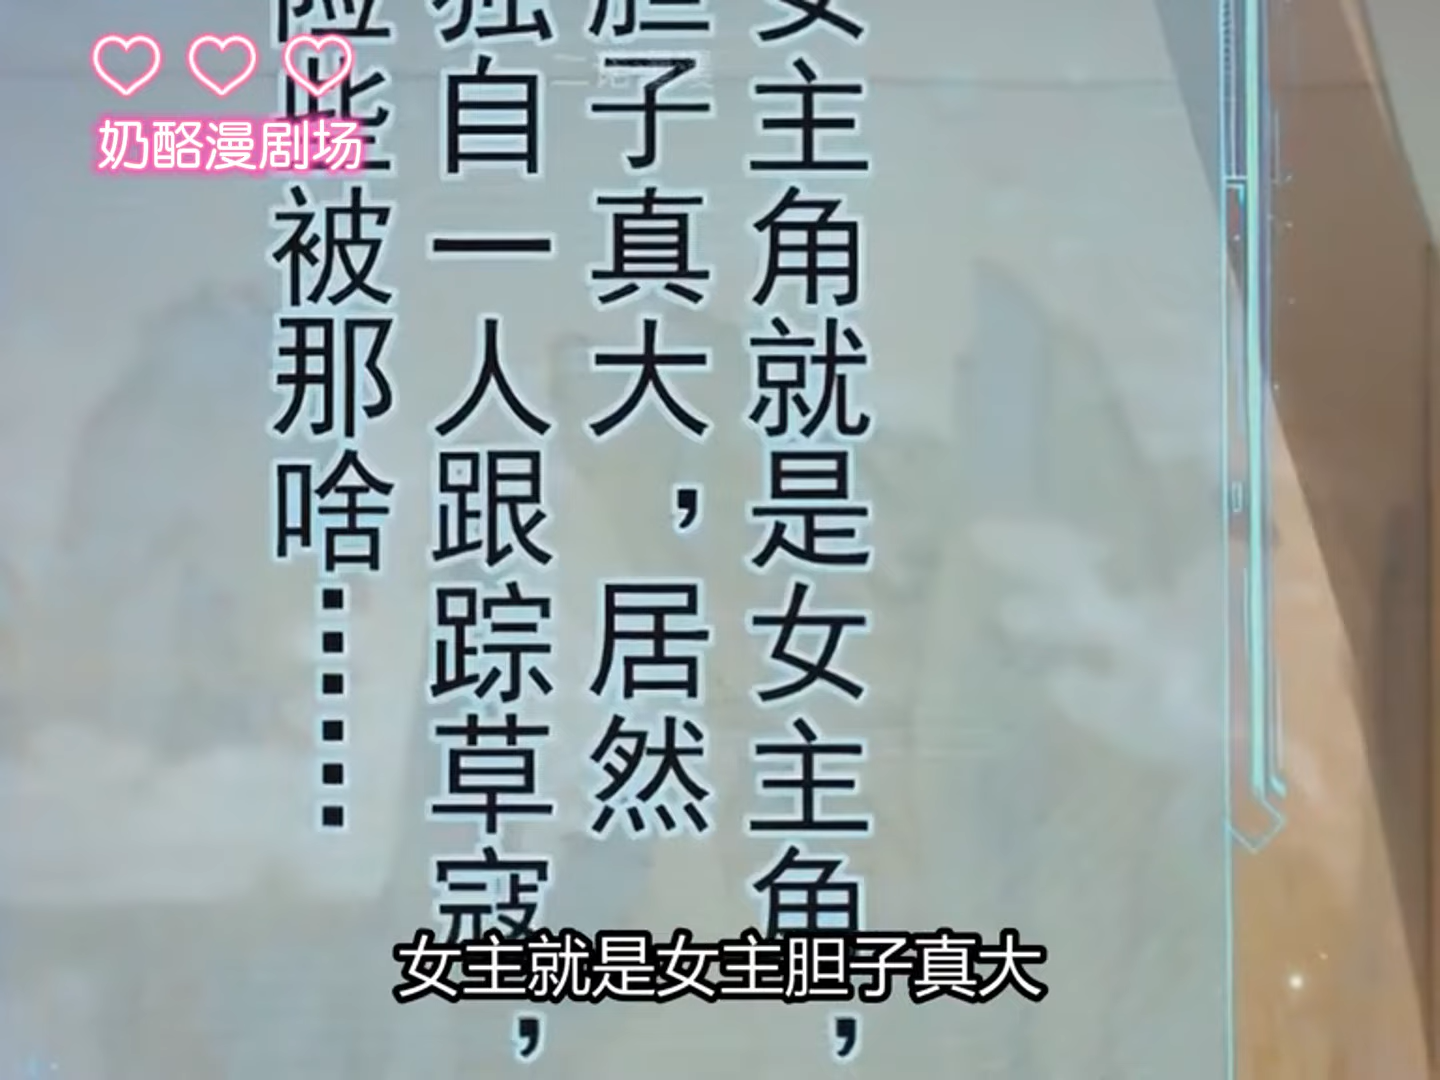 奶酪漫剧场
女主角就是女主角，
胆子真大，居然
独自一人跟踪草寇，
险些被那啥……
女主就是女主胆子真大